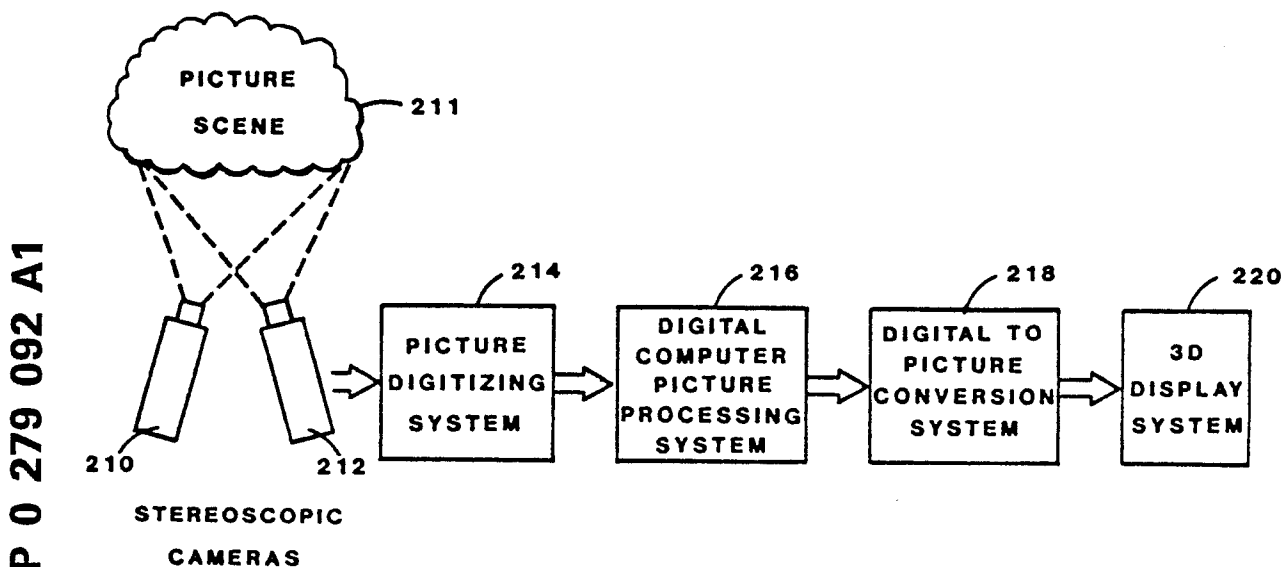 PICTURE
SCENE
211
210
212
STEREOSCOPIC
CAMERAS
214
PICTURE
DIGITIZING
SYSTEM
216
DIGITAL
COMPUTER
PICTURE
PROCESSING
SYSTEM
218
DIGITAL TO
PICTURE
CONVERSION
SYSTEM
220
3D
DISPLAY
SYSTEM
P 0 279 092 A1